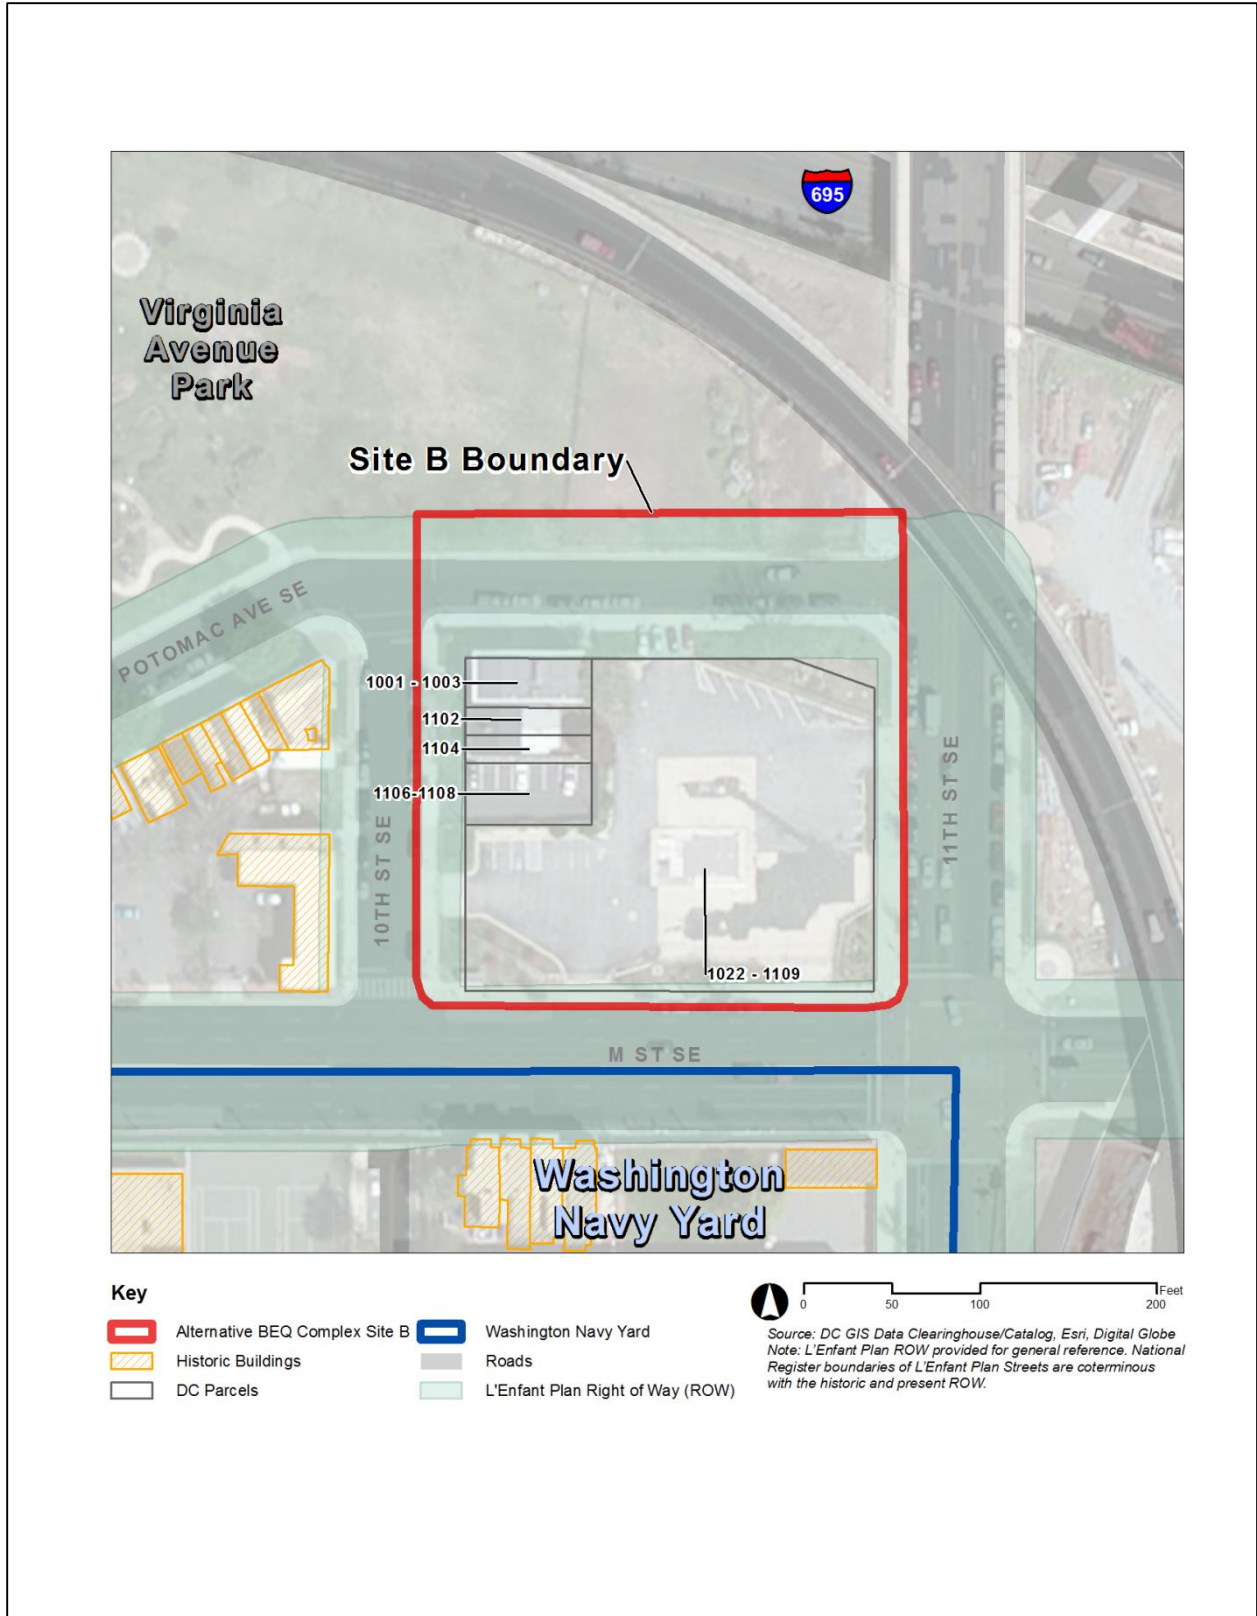 695
Virginia
Avenue
Park
Site B Boundary
POTOMAC AVE SE
1001 - 1003
1102
1104
1106-1108
10TH ST SE
11TH ST SE
1022 - 1109
M ST SE
Washington
Navy Yard
Key
Alternative BEQ Complex Site B
Historic Buildings
DC Parcels
Washington Navy Yard
Roads
L'Enfant Plan Right of Way (ROW)
0 50 100 200 Feet
Source: DC GIS Data Clearinghouse/Catalog, Esri, Digital Globe
Note: L'Enfant Plan ROW provided for general reference. National
Register boundaries of L'Enfant Plan Streets are coterminous
with the historic and present ROW.